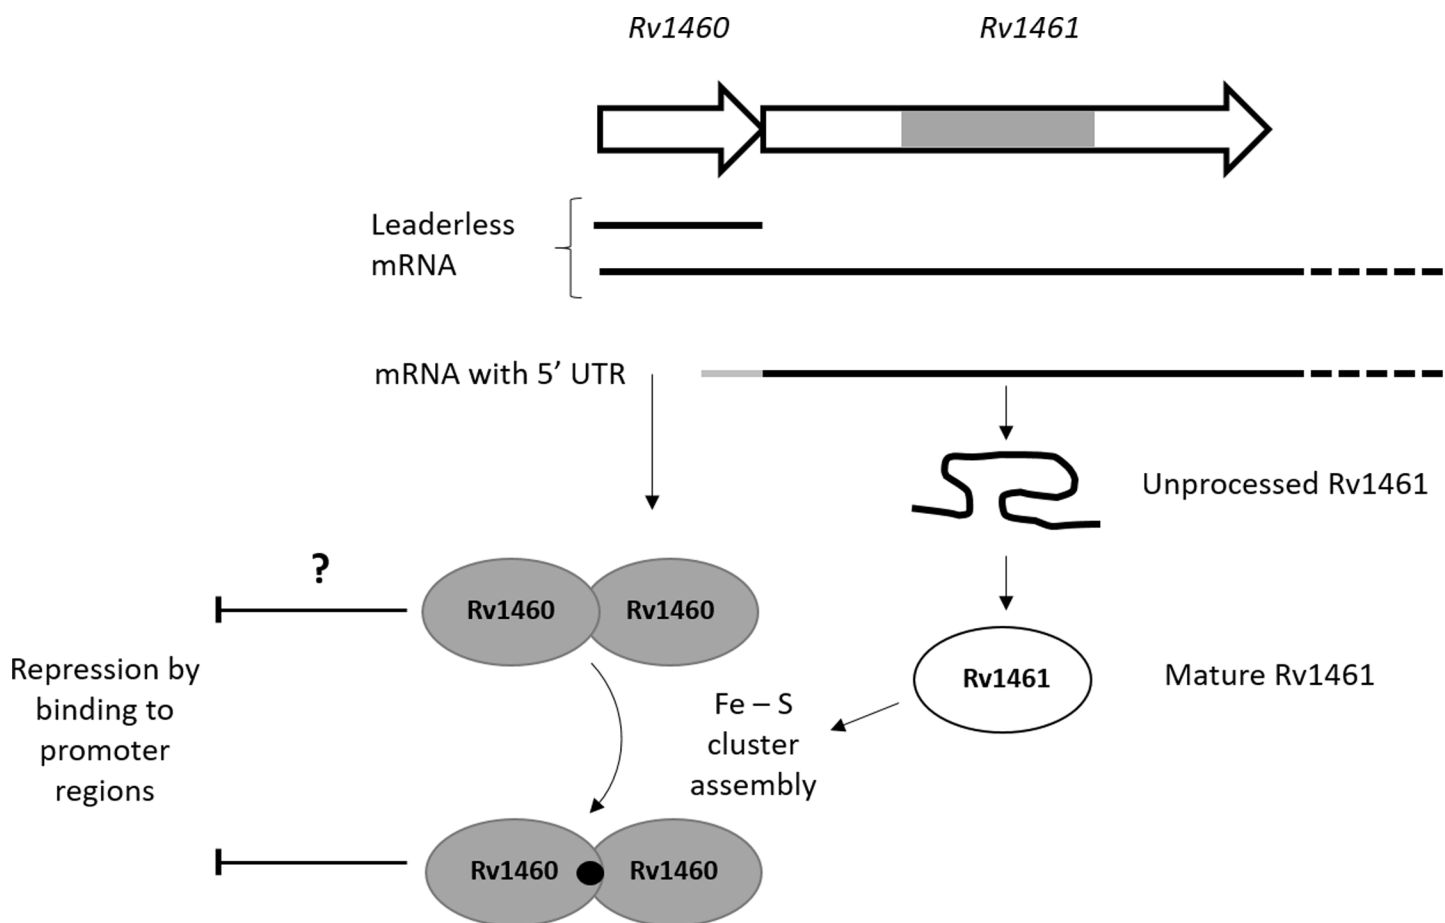 Rv1460
Rv1461
Leaderless
mRNA
mRNA with 5’ UTR
Unprocessed Rv1461
?
Rv1460
Rv1460
Repression by
binding to
promoter
regions
Rv1461
Mature Rv1461
Fe – S
cluster
assembly
Rv1460
Rv1460